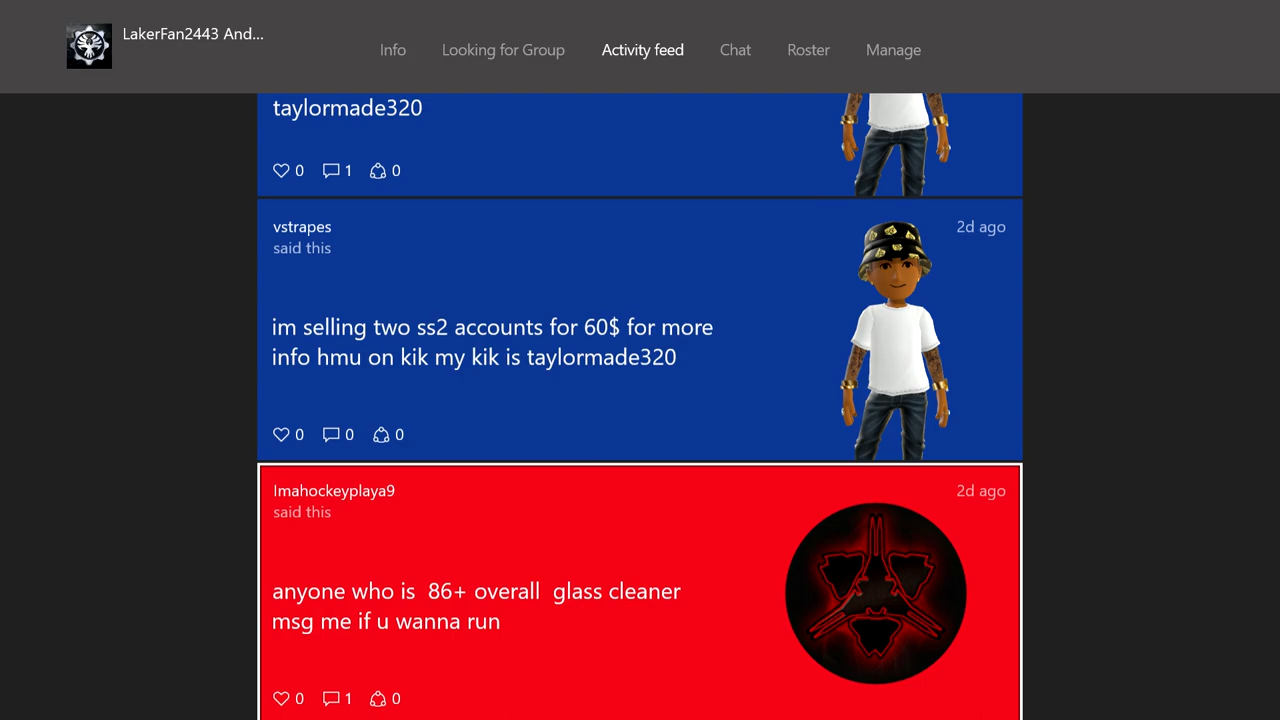 LakerFan2443 And...
Info Looking for Group Activity feed Chat Roster Manage
taylormade320
0 1 0
vstrapes 2d ago
said this
im selling two ss2 accounts for 60$ for more
info hmu on kik my kik is taylormade320
0 0 0
Imahockeyplaya9 2d ago
said this
anyone who is  86+ overall  glass cleaner
msg me if u wanna run
0 1 0